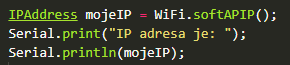 IPAddress mojeIP = WiFi.softAPIP();
Serial.print("IP adresa je: ");
Serial.println(mojeIP);